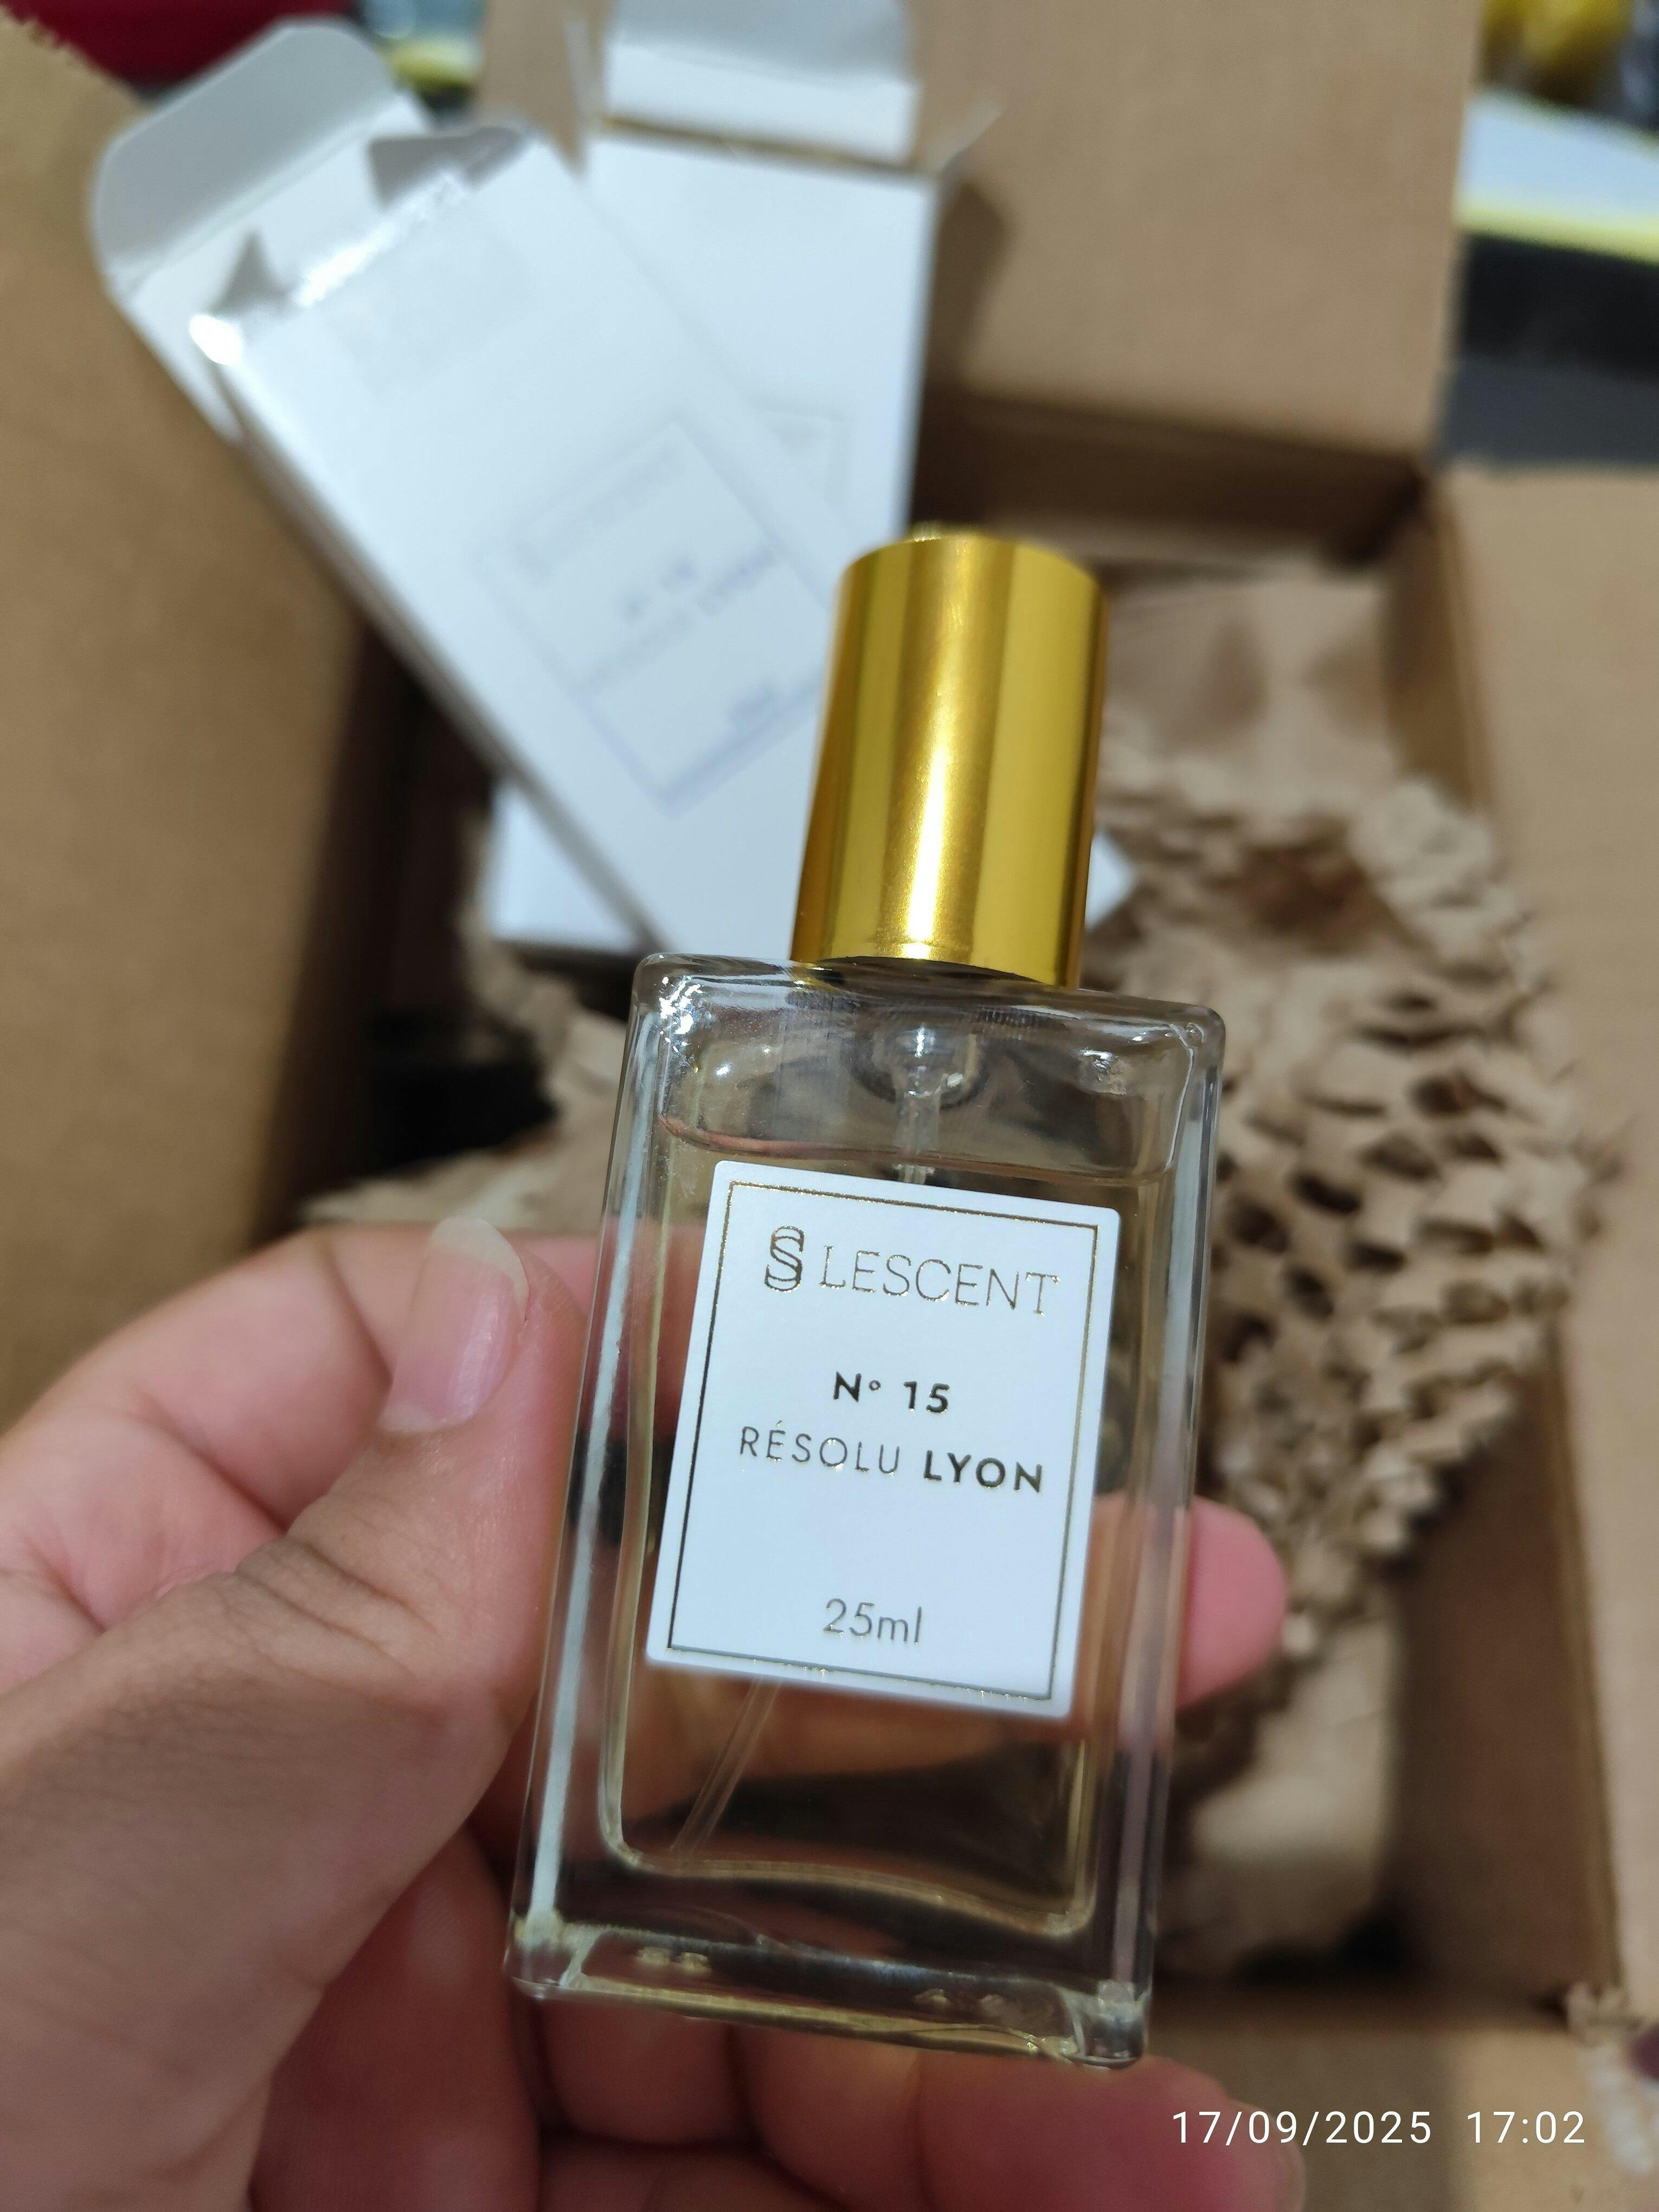 LESCENT
N° 15
RÉSOLU LYON
25ml
17/09/2025 17:02